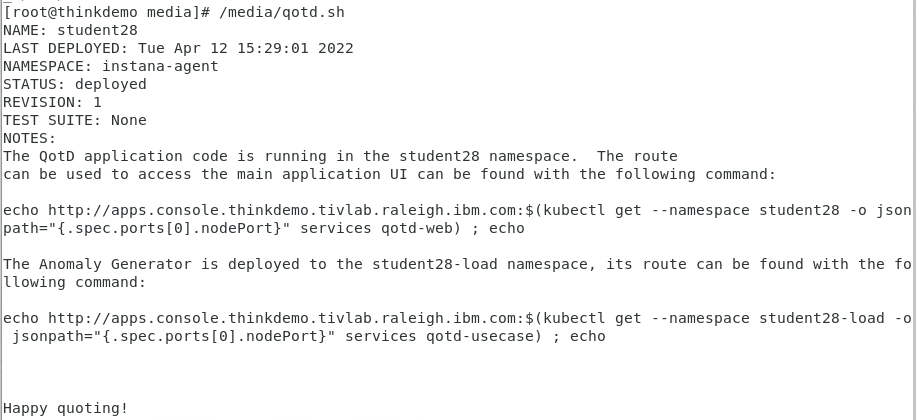 [root@thinkdemo media]# /media/qotd.sh
NAME: student28
LAST DEPLOYED: Tue Apr 12 15:29:01 2022
NAMESPACE: instana-agent
STATUS: deployed
REVISION: 1
TEST SUITE: None
NOTES:
The QotD application code is running in the student28 namespace.  The route
can be used to access the main application UI can be found with the following command:
echo http://apps.console.thinkdemo.tivlab.raleigh.ibm.com:$(kubectl get --namespace student28 -o json
path="{.spec.ports[0].nodePort}" services qotd-web) ; echo
The Anomaly Generator is deployed to the student28-load namespace, its route can be found with the fo
llowing command:
echo http://apps.console.thinkdemo.tivlab.raleigh.ibm.com:$(kubectl get --namespace student28-load -o
 jsonpath="{.spec.ports[0].nodePort}" services qotd-usecase) ; echo
Happy quoting!